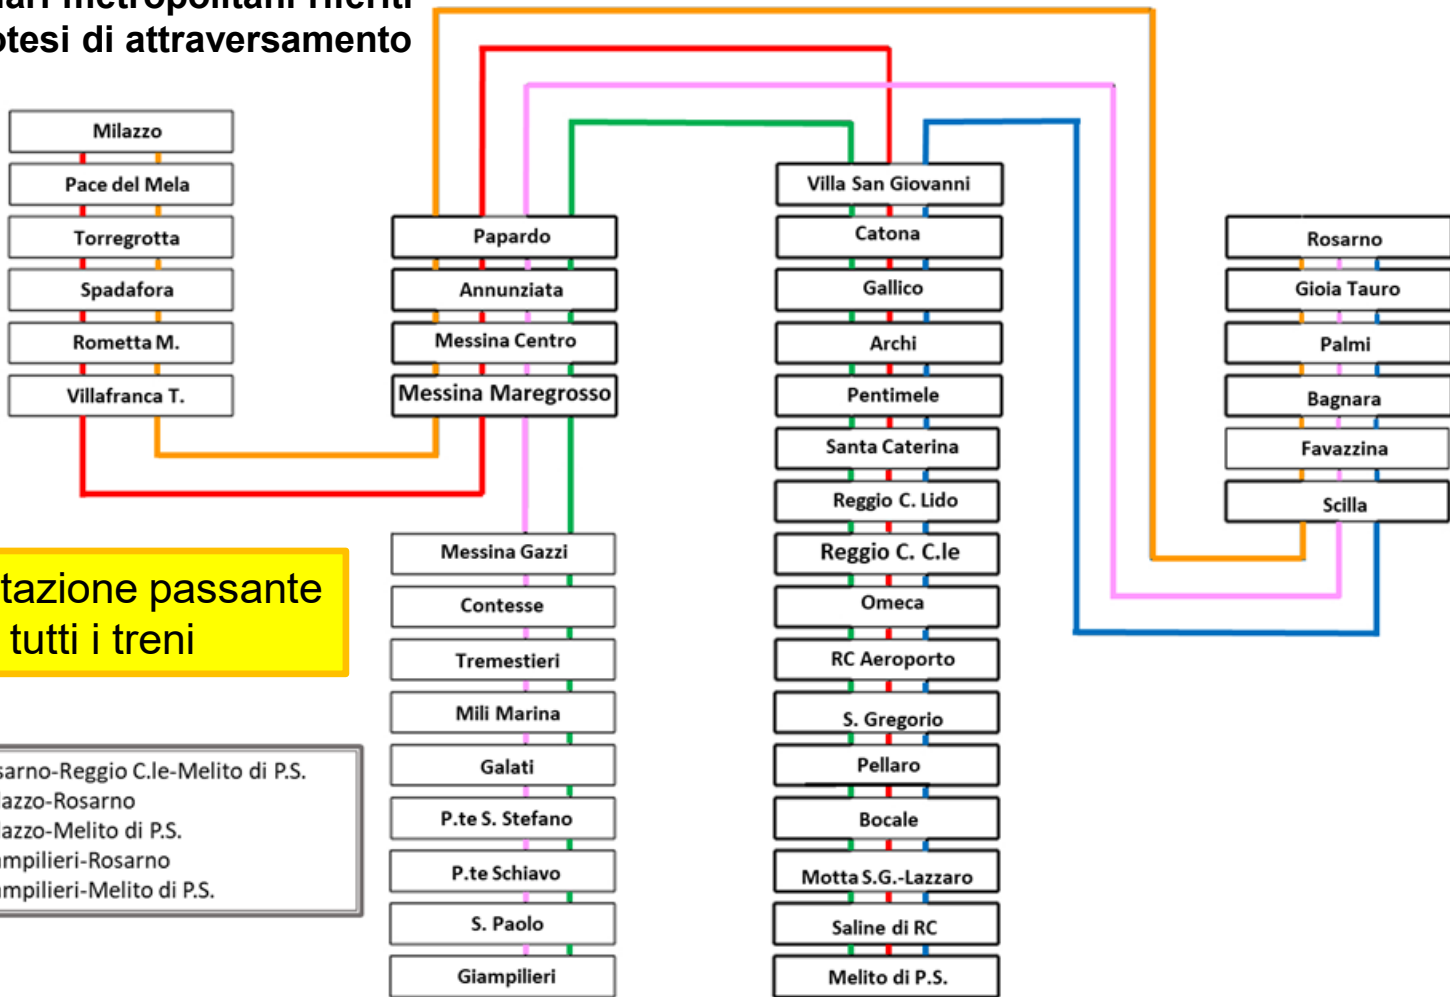 metropolitani riferiti
di attraversamento
Milazzo
Pace del Mela
Torregrotta
Spadafora
Rometta M.
Villafranca T.
Papardo
Annunziata
Messina Centro
Messina Maregrosso
Messina Gazzi
Contesse
Tremestieri
Mili Marina
Galati
P.te S. Stefano
P.te Schiavo
S. Paolo
Giampilieri
Villa San Giovanni
Catona
Gallico
Archi
Pentimele
Santa Caterina
Reggio C. Lido
Reggio C. C.le
Omeca
RC Aeroporto
S. Gregorio
Pellaro
Bocale
Motta S.G.-Lazzaro
Saline di RC
Melito di P.S.
Rosarno
Gioia Tauro
Palmi
Bagnara
Favazzina
Scilla
tazione passante
tutti i treni
sarno-Reggio C.le-Melito di P.S.
lazzo-Rosarno
lazzo-Melito di P.S.
mpilieri-Rosarno
mpilieri-Melito di P.S.